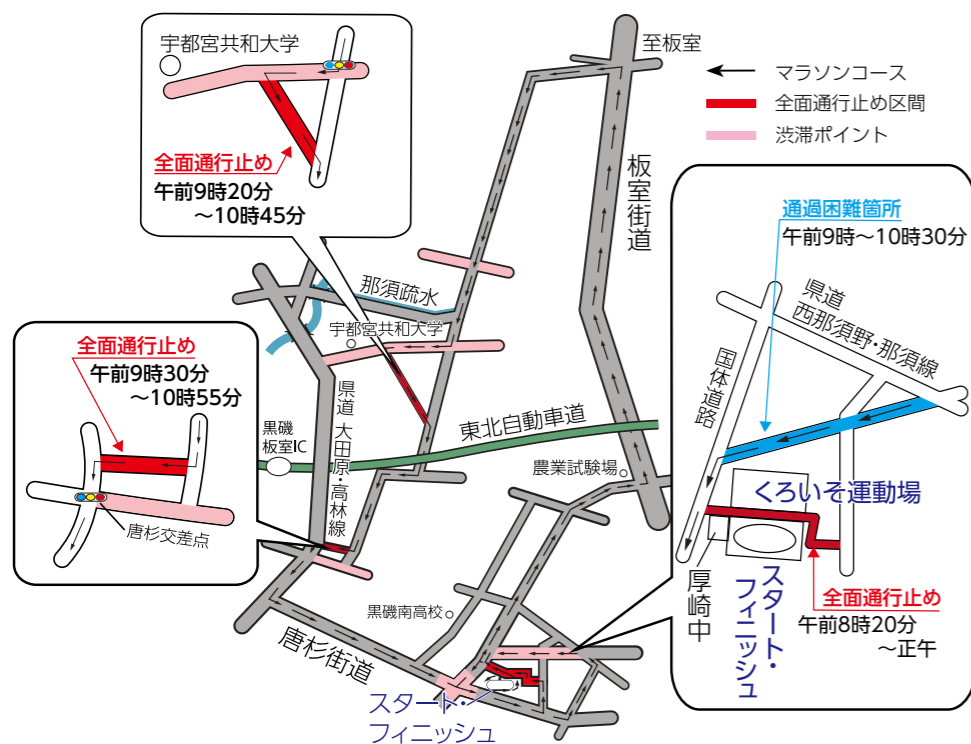 宇都宮共和大学
全面通行止め
午前9時20分
～10時45分
至板室
マラソンコース
全面通行止め区間
渋滞ポイント
板室街道
通過困難箇所
午前9時～10時30分
県道
西那須野・那須線
国体道路
くろいそ運動場
厚崎中
スタート・
フィニッシュ
全面通行止め
午前8時20分
～正午
那須疏水
宇都宮共和大学
全面通行止め
午前9時30分
～10時55分
唐杉交差点
県道 大田原・高林線
黒磯
板室IC
東北自動車道
農業試験場
黒磯南高校
唐杉街道
スタート・
フィニッシュ